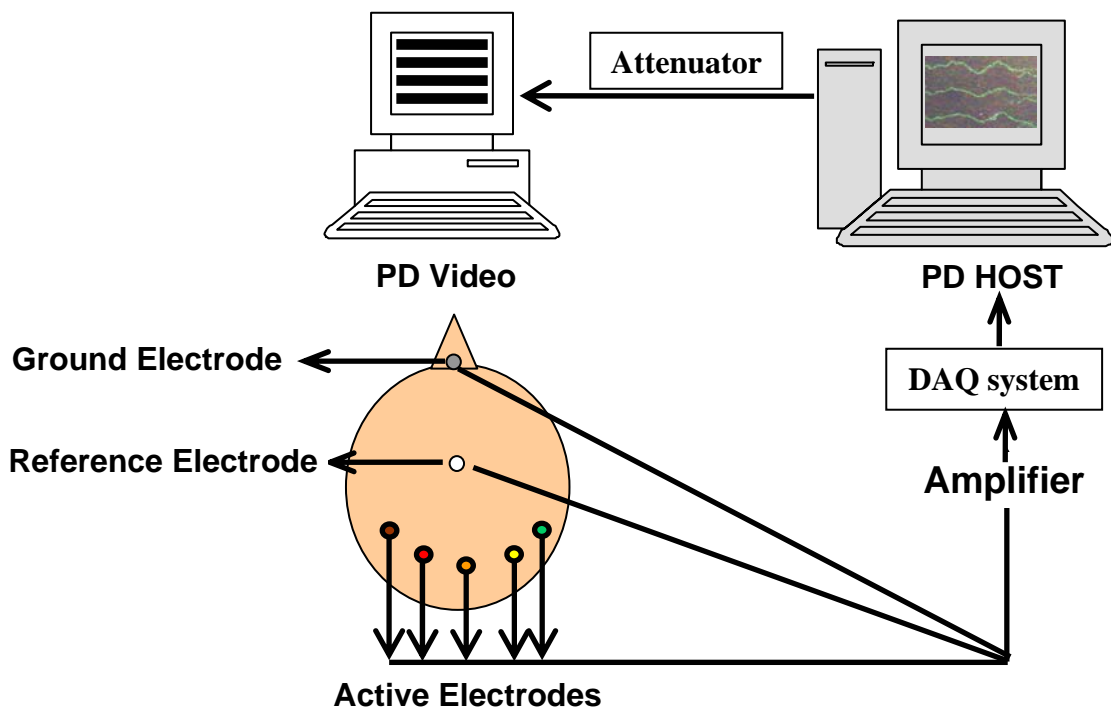 Attenuator
PD Video
PD HOST
Ground Electrode
DAQ system
Reference Electrode
Amplifier
Active Electrodes